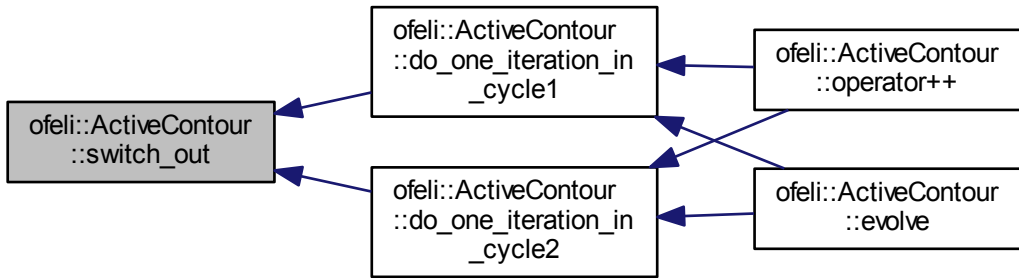 ofeli::ActiveContour
::switch_out
ofeli::ActiveContour
::do_one_iteration_in
_cycle1
ofeli::ActiveContour
::do_one_iteration_in
_cycle2
ofeli::ActiveContour
::operator++
ofeli::ActiveContour
::evolve